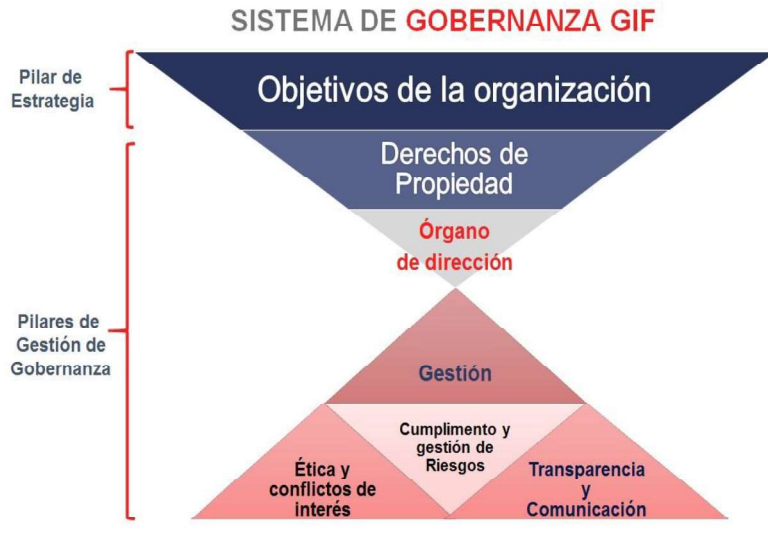 SISTEMA DE GOBERNANZA GIF
Pilar de
Estrategia
Objetivos de la organización
Derechos de
Propiedad
Órgano
de dirección
Pilares de
Gestión de
Gobernanza
Gestión
Cumplimento y
gestión de
Riesgos
Ética y
conflictos de
interés
Transparencia
y
Comunicación